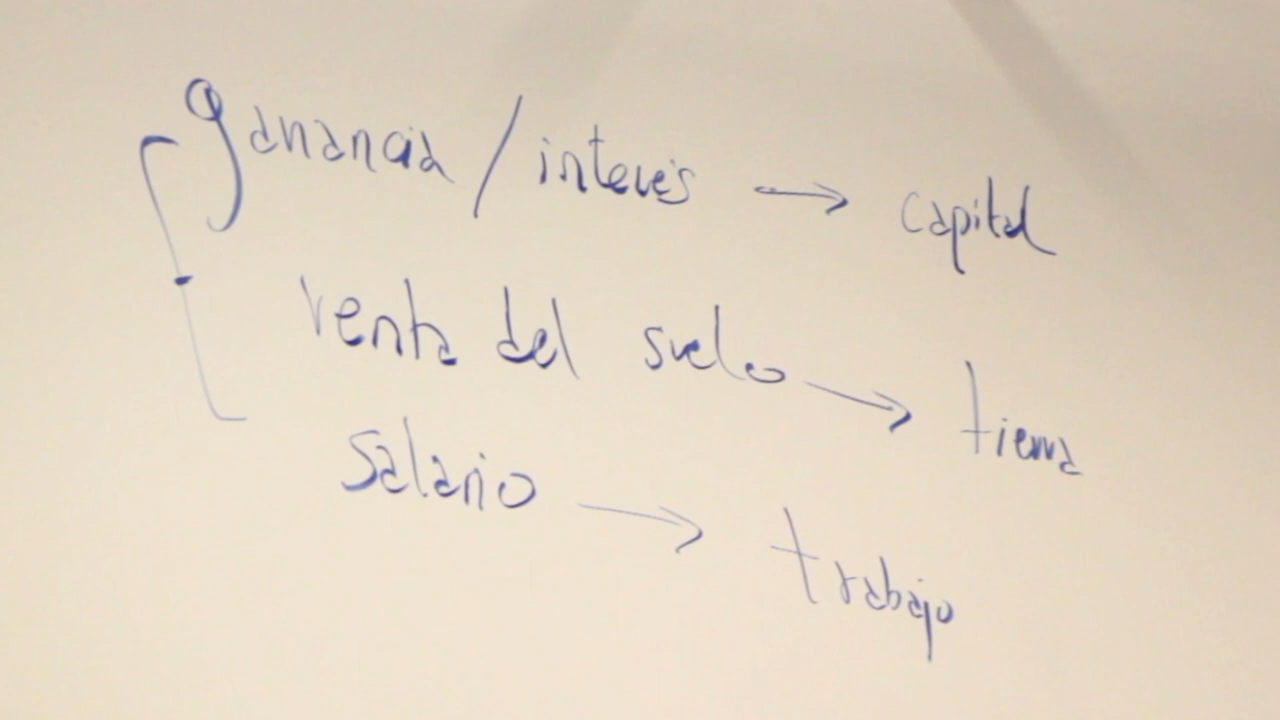 ganancia / interés → capital
renta del suelo → tierra
salario → trabajo